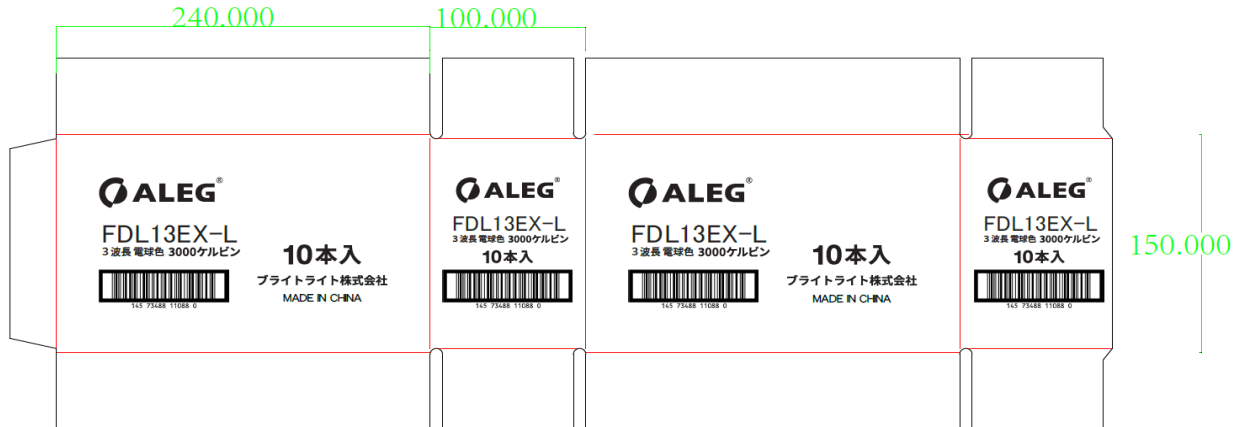 240.000
100.000
ALEG®
FDL13EX-L
3波長電球色 3000ケルビン
10本入
ブライトライト株式会社
MADE IN CHINA
145 73488 11088 0
ALEG®
FDL13EX-L
3波長電球色 3000ケルビン
10本入
145 73488 11088 0
ALEG®
FDL13EX-L
3波長電球色 3000ケルビン
10本入
ブライトライト株式会社
MADE IN CHINA
145 73488 11088 0
ALEG®
FDL13EX-L
3波長電球色 3000ケルビン
10本入
145 73488 11088 0
150.000